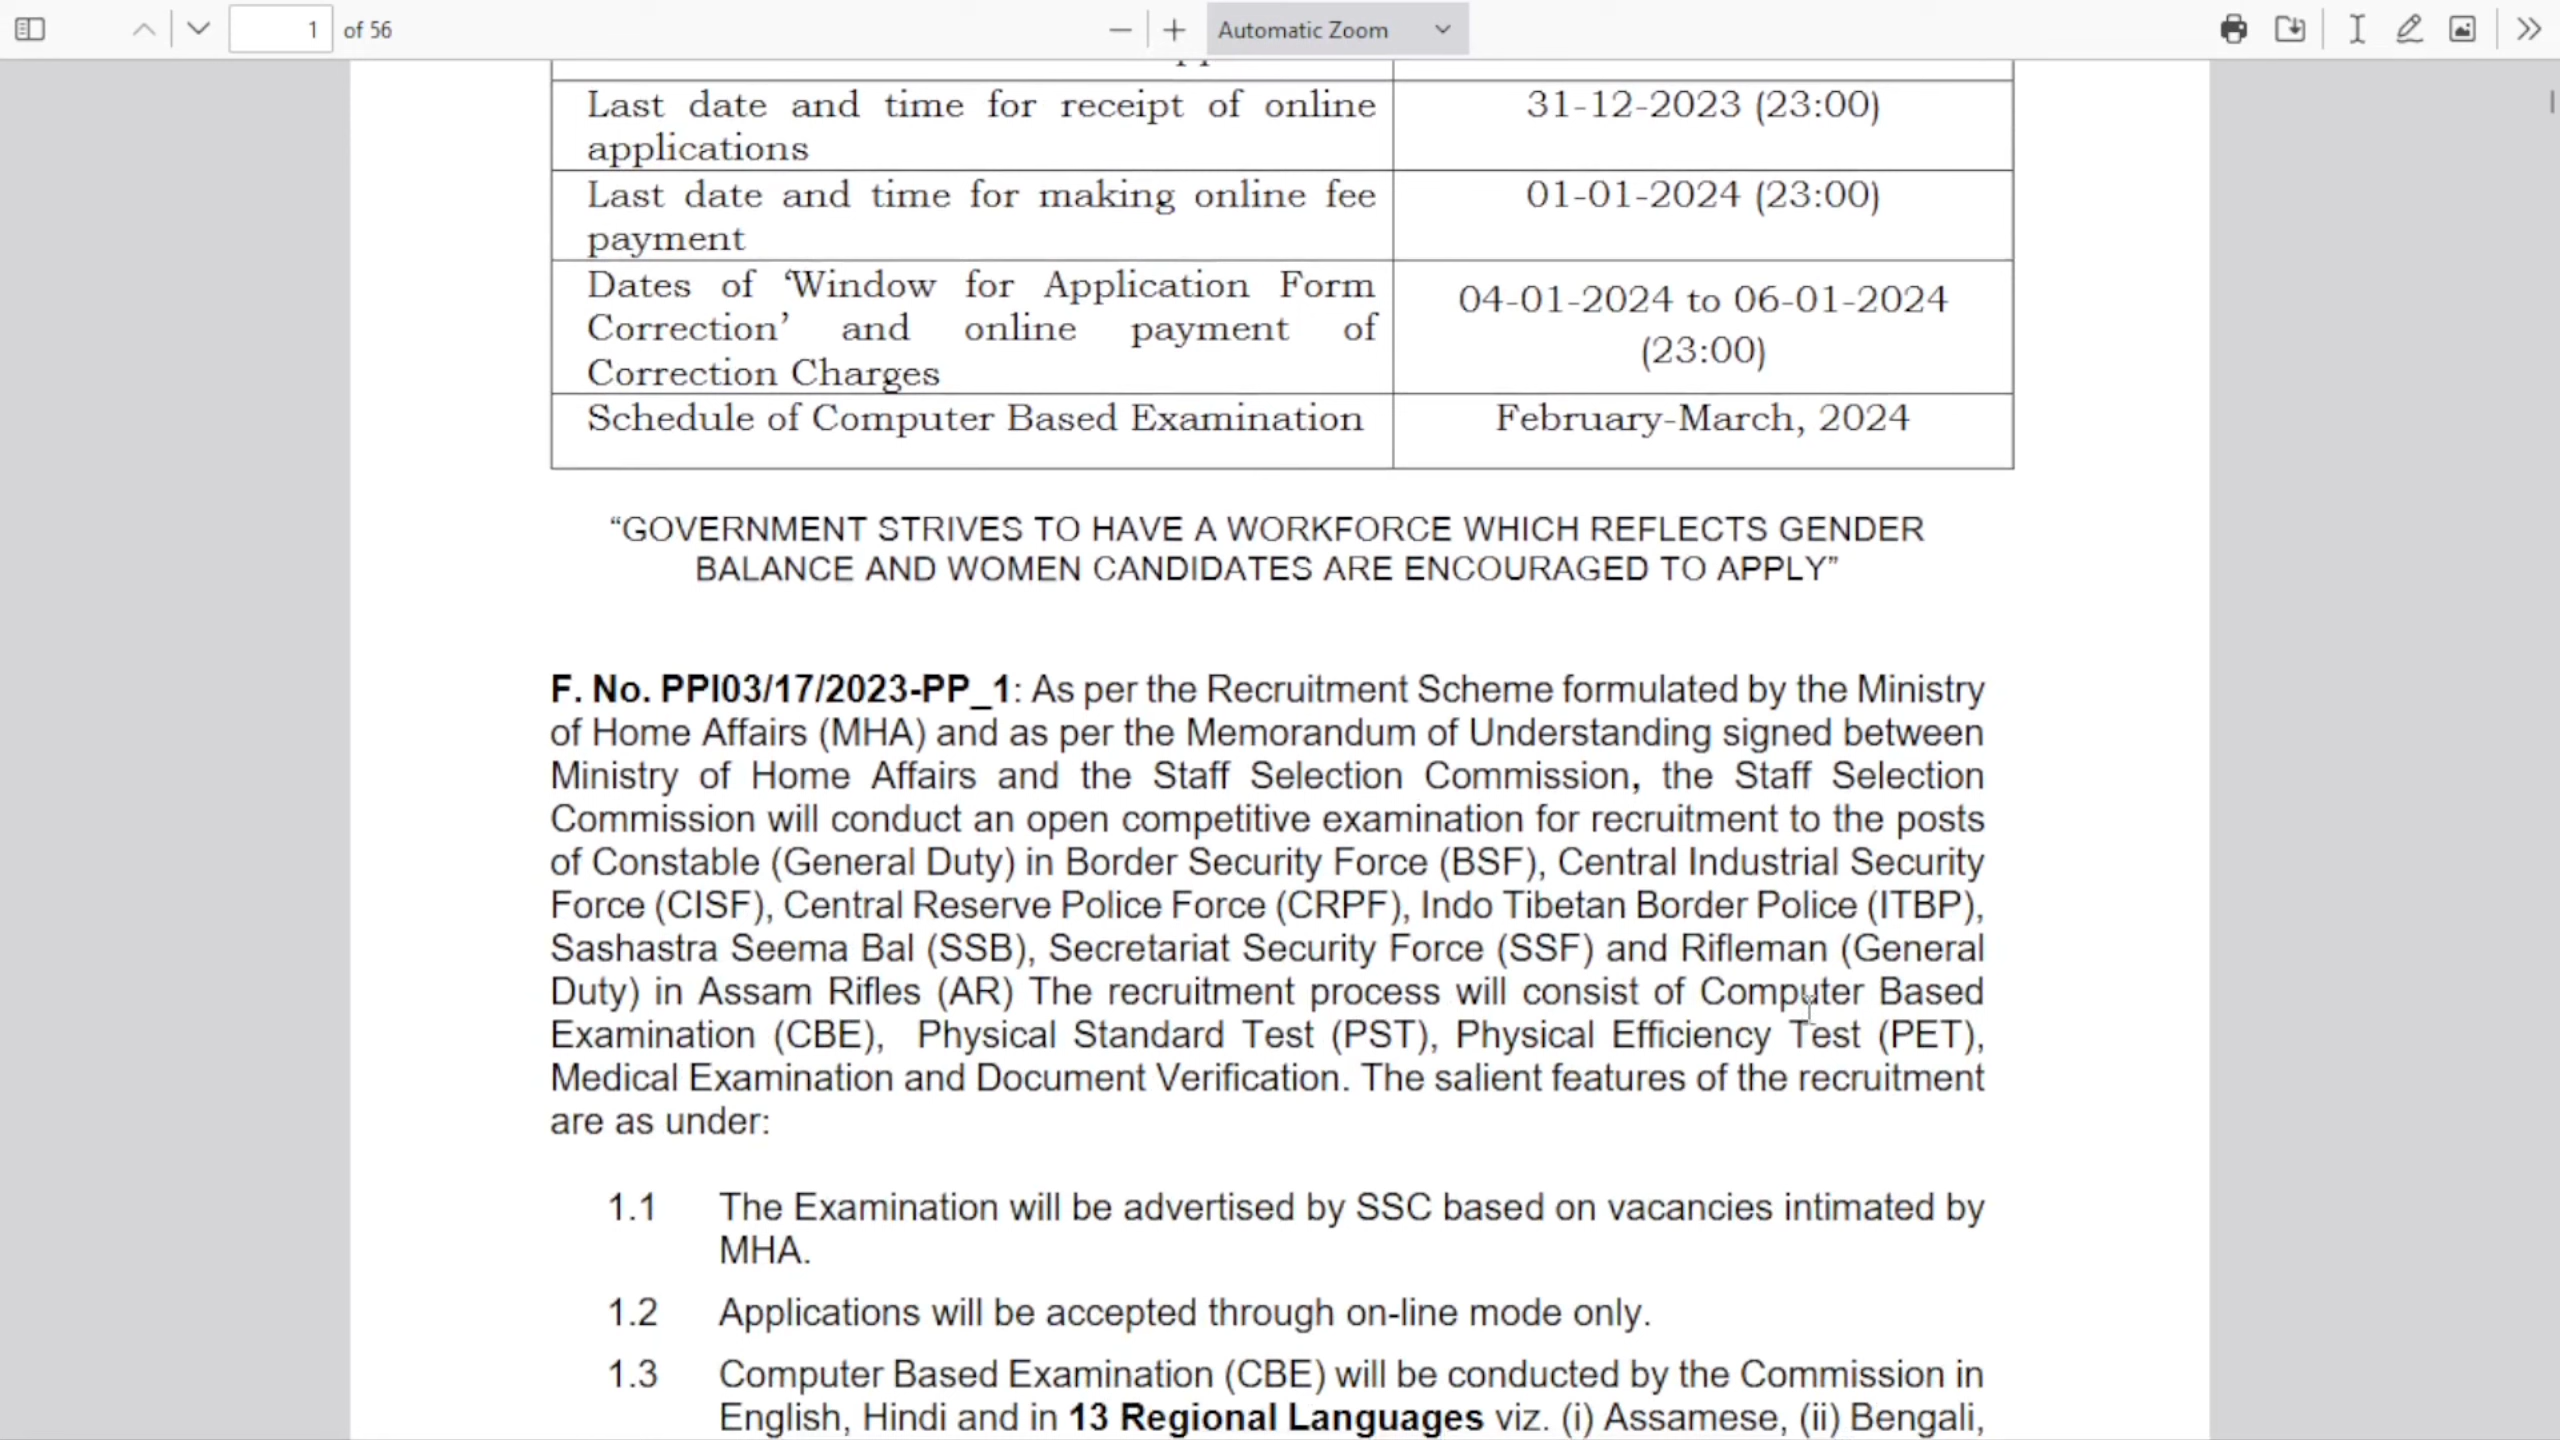 1 of 56
Automatic Zoom
Last date and time for receipt of online
applications
31-12-2023 (23:00)
Last date and time for making online fee
payment
01-01-2024 (23:00)
Dates of ‘Window for Application Form
Correction’ and online payment of
Correction Charges
04-01-2024 to 06-01-2024
(23:00)
Schedule of Computer Based Examination
February-March, 2024
“GOVERNMENT STRIVES TO HAVE A WORKFORCE WHICH REFLECTS GENDER
BALANCE AND WOMEN CANDIDATES ARE ENCOURAGED TO APPLY”
F. No. PPI03/17/2023-PP_1: As per the Recruitment Scheme formulated by the Ministry
of Home Affairs (MHA) and as per the Memorandum of Understanding signed between
Ministry of Home Affairs and the Staff Selection Commission, the Staff Selection
Commission will conduct an open competitive examination for recruitment to the posts
of Constable (General Duty) in Border Security Force (BSF), Central Industrial Security
Force (CISF), Central Reserve Police Force (CRPF), Indo Tibetan Border Police (ITBP),
Sashastra Seema Bal (SSB), Secretariat Security Force (SSF) and Rifleman (General
Duty) in Assam Rifles (AR) The recruitment process will consist of Computer Based
Examination (CBE), Physical Standard Test (PST), Physical Efficiency Test (PET),
Medical Examination and Document Verification. The salient features of the recruitment
are as under:
1.1 The Examination will be advertised by SSC based on vacancies intimated by
MHA.
1.2 Applications will be accepted through on-line mode only.
1.3 Computer Based Examination (CBE) will be conducted by the Commission in
English, Hindi and in 13 Regional Languages viz. (i) Assamese, (ii) Bengali,